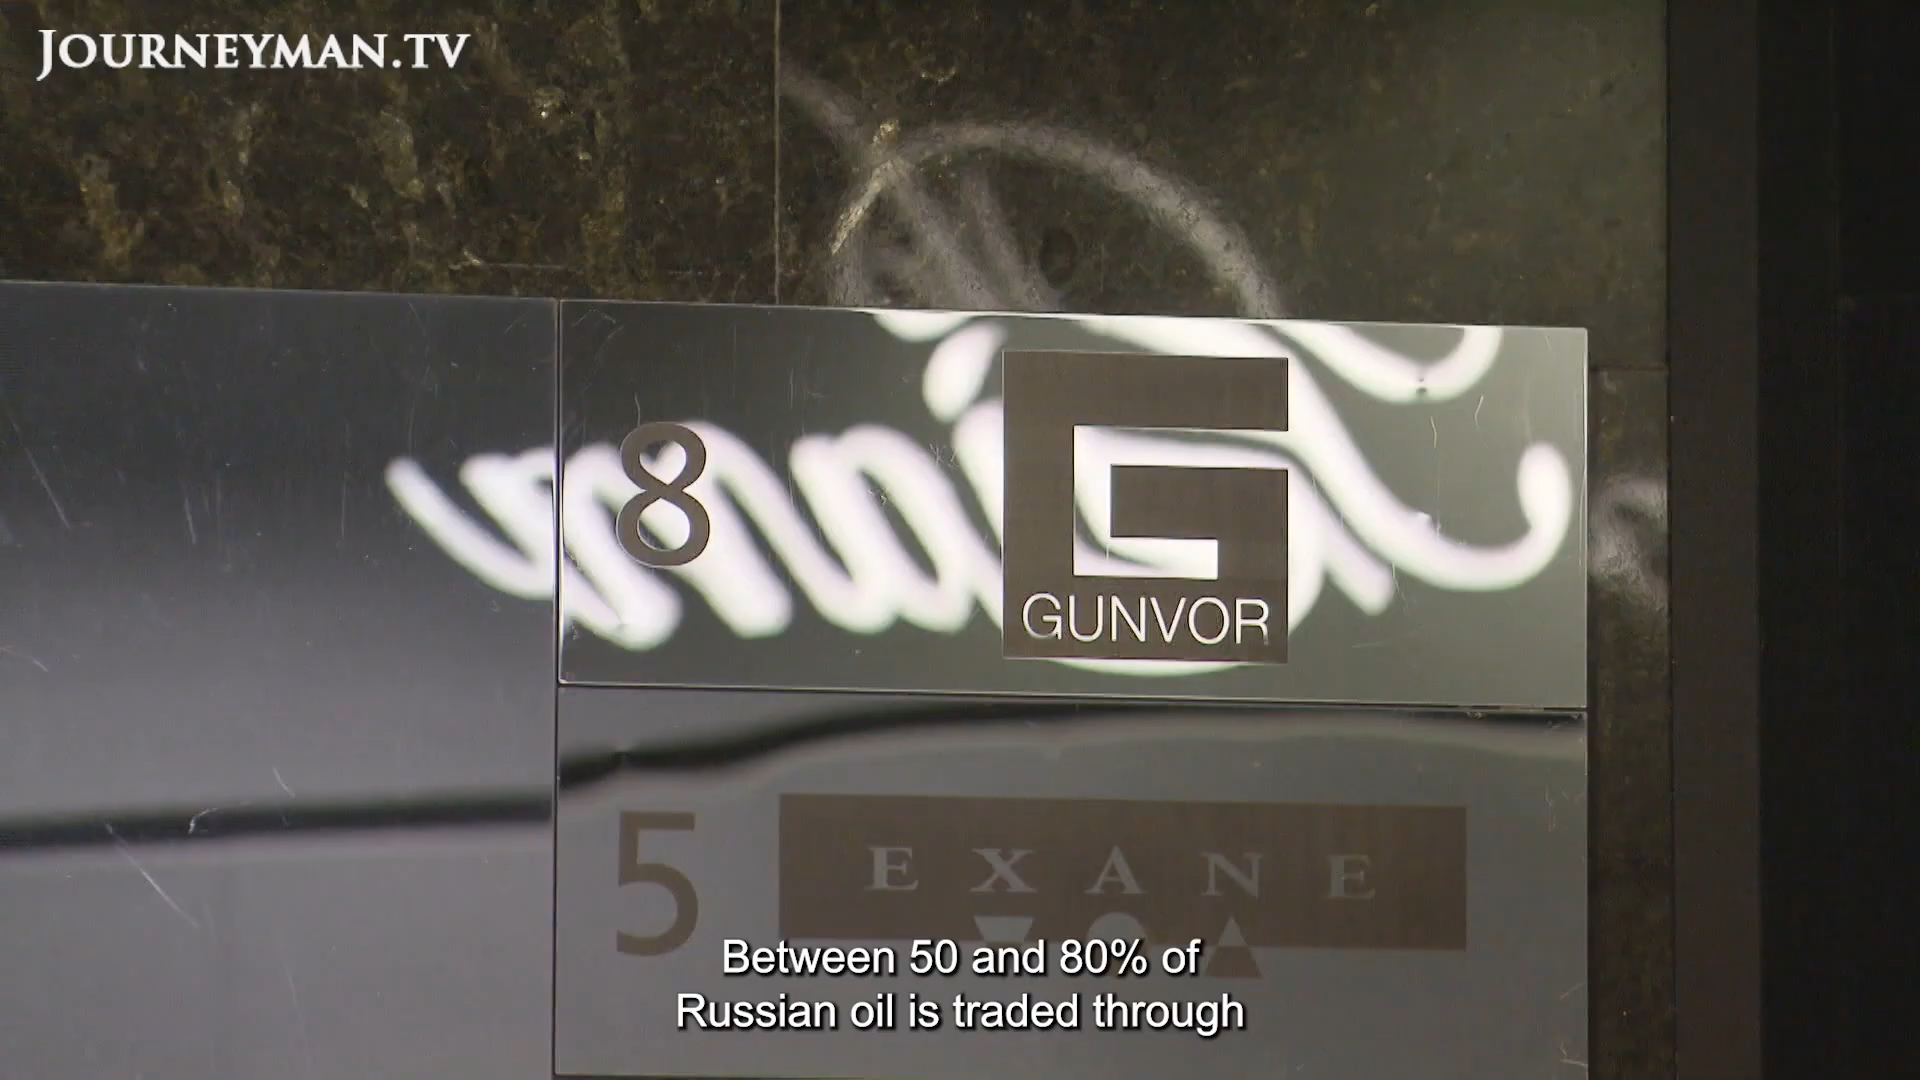 JOURNEYMAN.TV
8
G
GUNVOR
5
EXANE
Between 50 and 80% of
Russian oil is traded through